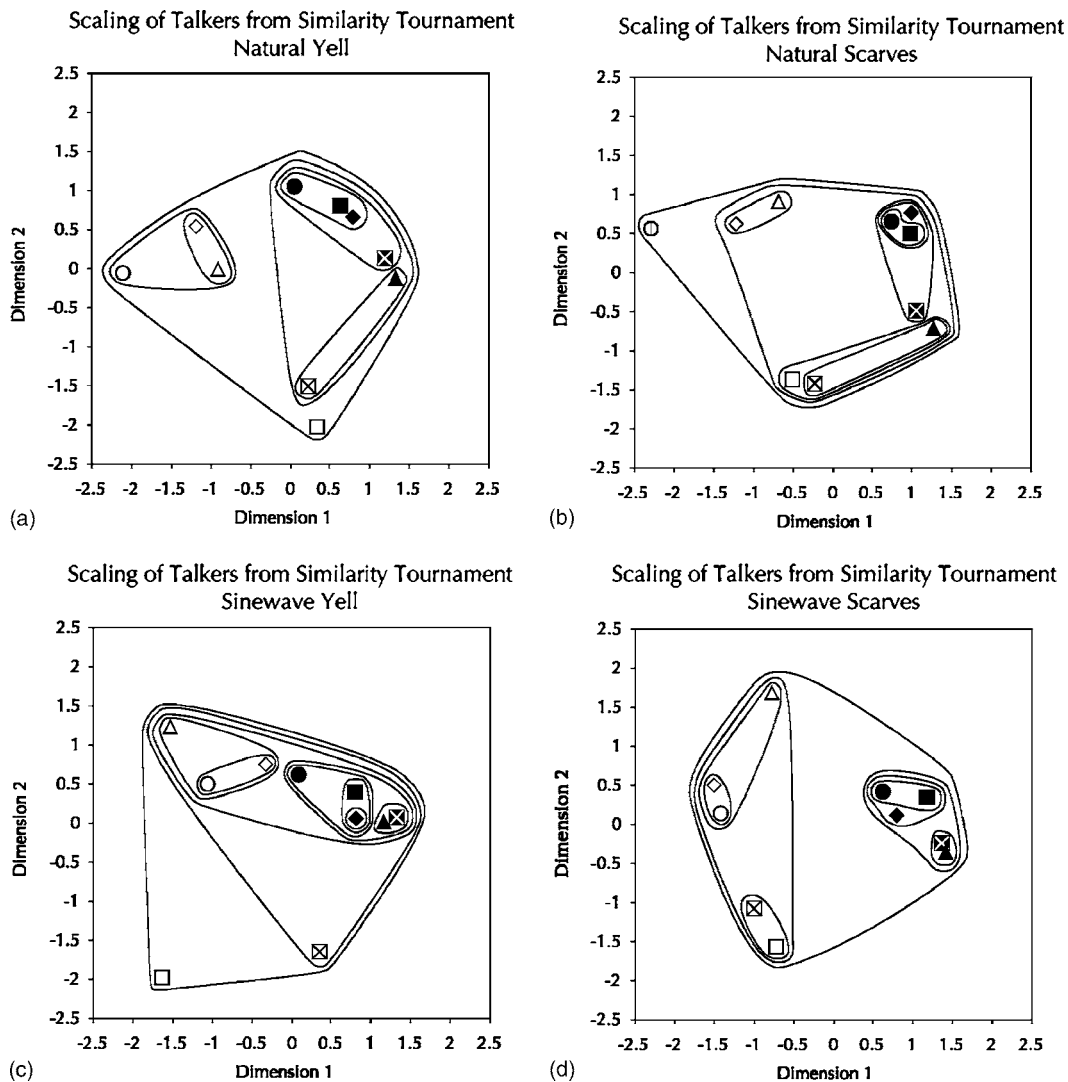 Scaling of Talkers from Similarity Tournament
Natural Yell
2.5
2
1.5
1
0.5
0
-0.5
-1
-1.5
-2
-2.5
Dimension 2
-2.5 -2 -1.5 -1 -0.5 0 0.5 1 1.5 2 2.5
Dimension 1
(a)
Scaling of Talkers from Similarity Tournament
Natural Scarves
2.5
2
1.5
1
0.5
0
-0.5
-1
-1.5
-2
-2.5
Dimension 2
-2.5 -2 -1.5 -1 -0.5 0 0.5 1 1.5 2 2.5
Dimension 1
(b)
Scaling of Talkers from Similarity Tournament
Sinewave Yell
2.5
2
1.5
1
0.5
0
-0.5
-1
-1.5
-2
-2.5
Dimension 2
-2.5 -2 -1.5 -1 -0.5 0 0.5 1 1.5 2 2.5
Dimension 1
(c)
Scaling of Talkers from Similarity Tournament
Sinewave Scarves
2.5
2
1.5
1
0.5
0
-0.5
-1
-1.5
-2
-2.5
Dimension 2
-2.5 -2 -1.5 -1 -0.5 0 0.5 1 1.5 2 2.5
Dimension 1
(d)